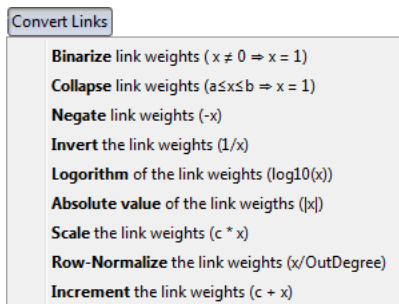 Convert Links
Binarize link weights ( x ≠ 0 ⇒ x = 1)
Collapse link weights (a≤x≤b ⇒ x = 1)
Negate link weights (-x)
Invert the link weights (1/x)
Logorithm of the link weights (log10(x))
Absolute value of the link weigths (|x|)
Scale the link weights (c * x)
Row-Normalize the link weights (x/OutDegree)
Increment the link weights (c + x)